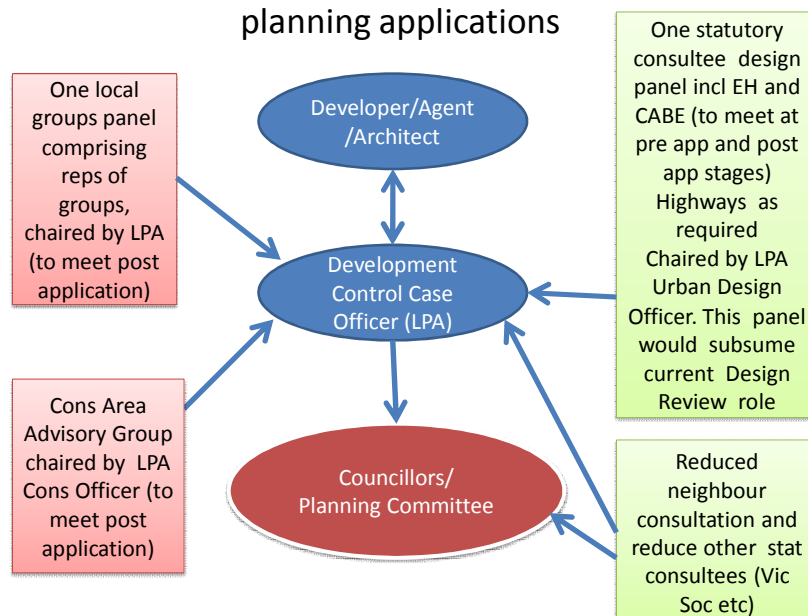 planning applications
One local
groups panel
comprising
reps of
groups,
chaired by LPA
(to meet post
application)
Developer/Agent
/Architect
One statutory
consultee design
panel incl EH and
CABE (to meet at
pre app and post
app stages)
Highways as
required
Chaired by LPA
Urban Design
Officer. This panel
would subsume
current Design
Review role
Development
Control Case
Officer (LPA)
Cons Area
Advisory Group
chaired by LPA
Cons Officer (to
meet post
application)
Councillors/
Planning Committee
Reduced
neighbour
consultation and
reduce other stat
consultees (Vic
Soc etc)